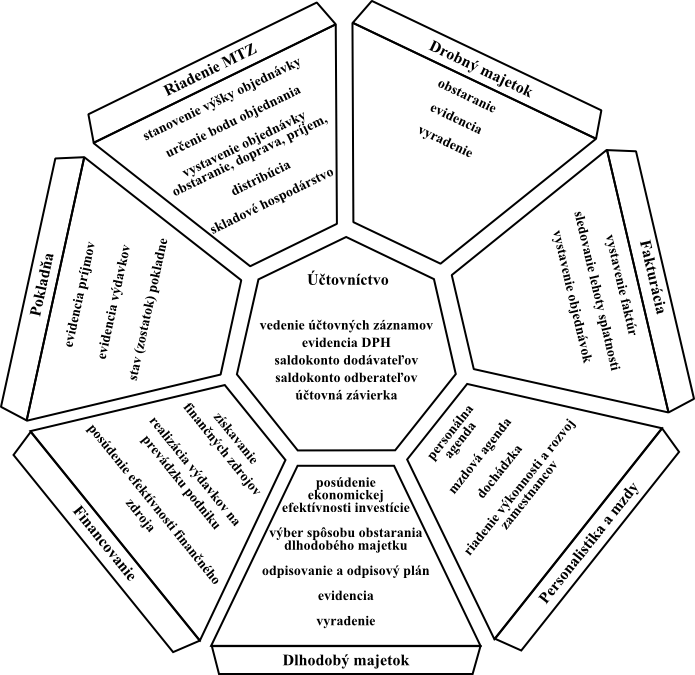 Riadenie MTZ
stanovenie výšky objednávky
určenie bodu objednania
vystavenie objednávky
obstaranie, doprava, príjem,
distribúcia
skladové hospodárstvo
Drobný majetok
obstaranie
evidencia
vyradenie
Fakturácia
vystavenie faktúr
sledovanie lehoty splatnosti
vystavenie objednávok
Pokladňa
evidencia príjmov
evidencia výdavkov
stav (zostatok) pokladne
Účtovníctvo
vedenie účtovných záznamov
evidencia DPH
saldokonto dodávateľov
saldokonto odberateľov
účtovná závierka
Financovanie
získavanie
finančných zdrojov
realizácia výdavkov na
prevádzku podniku
posúdenie efektívnosti finančného
zdroja
Dlhodobý majetok
posúdenie
ekonomickej
efektívnosti investície
výber spôsobu obstarania
dlhodobého majetku
odpisovanie a odpisový plán
evidencia
vyradenie
Personalistika a mzdy
personálna
agenda
mzdová agenda
dochádzka
riadenie výkonnosti a rozvoj
zamestnancov